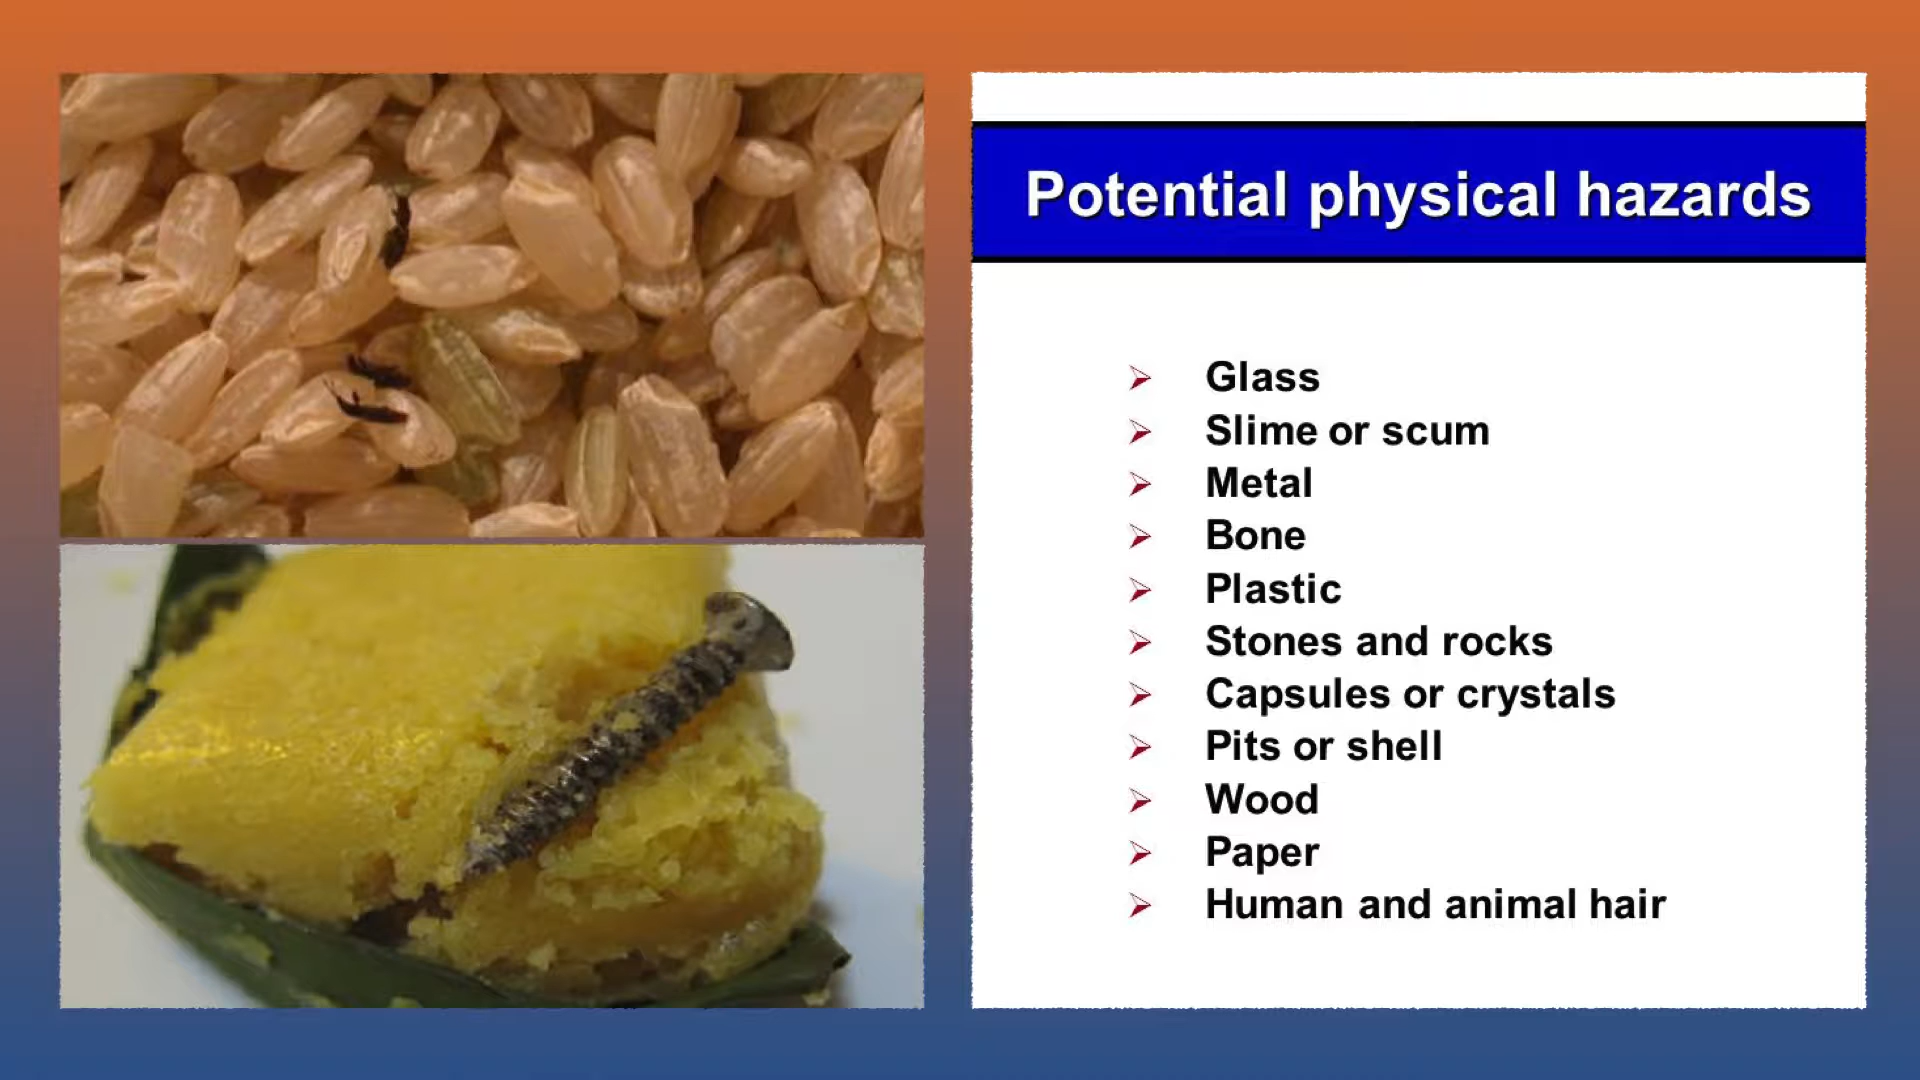 Potential physical hazards
Glass
Slime or scum
Metal
Bone
Plastic
Stones and rocks
Capsules or crystals
Pits or shell
Wood
Paper
Human and animal hair